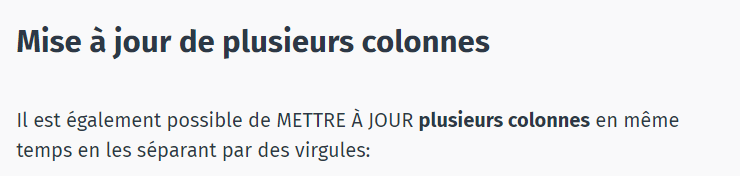 Mise à jour de plusieurs colonnes
Il est également possible de METTRE À JOUR plusieurs colonnes en même
temps en les séparant par des virgules: